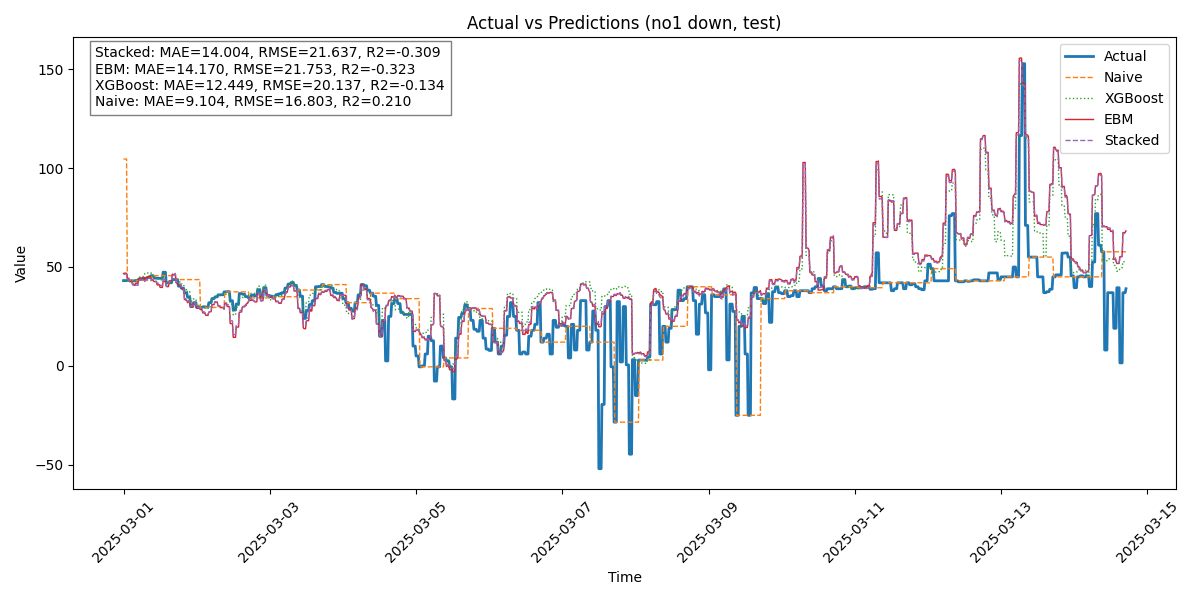 Actual vs Predictions (no1 down, test)
Stacked: MAE=14.004, RMSE=21.637, R2=-0.309
EBM: MAE=14.170, RMSE=21.753, R2=-0.323
XGBoost: MAE=12.449, RMSE=20.137, R2=-0.134
Naive: MAE=9.104, RMSE=16.803, R2=0.210
Actual
Naive
XGBoost
EBM
Stacked
150
100
50
0
−50
Value
2025-03-01
2025-03-03
2025-03-05
2025-03-07
2025-03-09
2025-03-11
2025-03-13
2025-03-15
Time